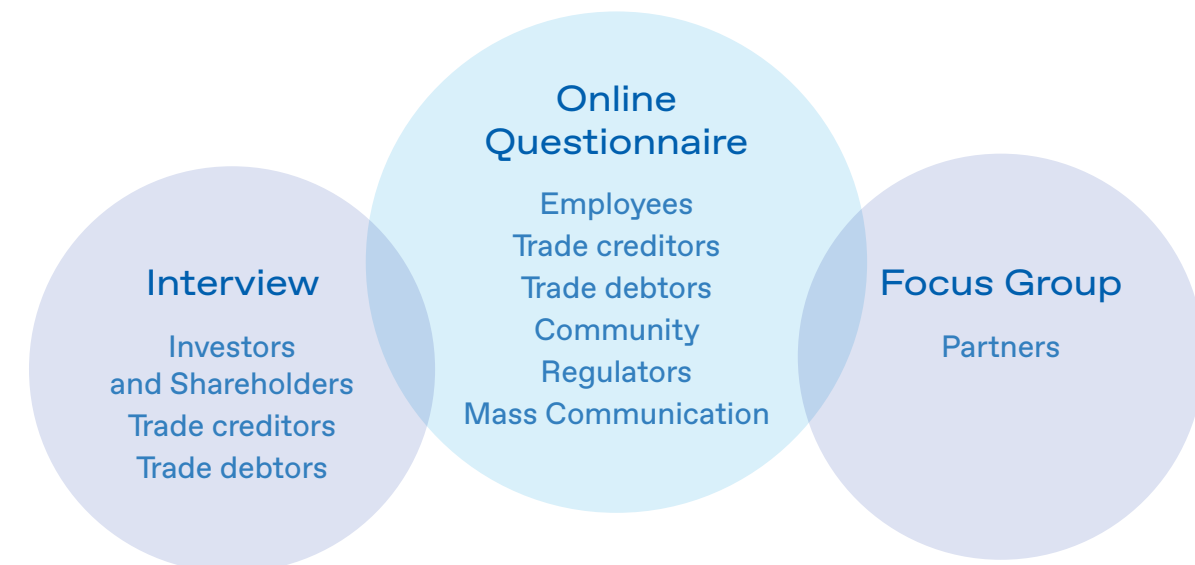 Interview
Investors
and Shareholders
Trade creditors
Trade debtors
Online
Questionnaire
Employees
Trade creditors
Trade debtors
Community
Regulators
Mass Communication
Focus Group
Partners